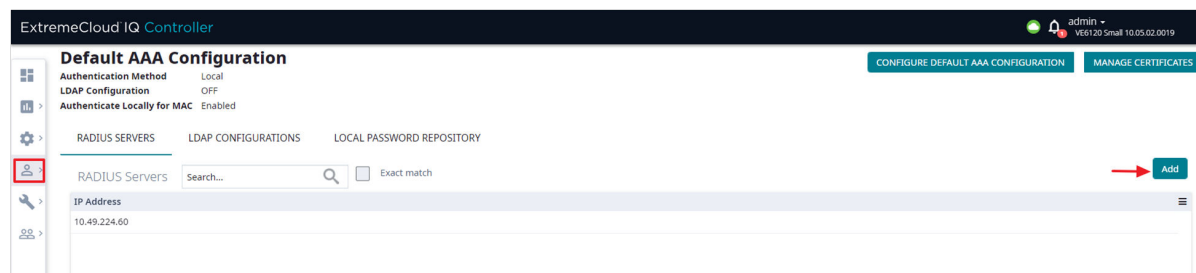 ExtremeCloud IQ Controller
admin
1
VE6120 Small 10.05.02.0019
Default AAA Configuration
CONFIGURE DEFAULT AAA CONFIGURATION
MANAGE CERTIFICATES
Authentication Method Local
LDAP Configuration OFF
Authenticate Locally for MAC Enabled
RADIUS SERVERS LDAP CONFIGURATIONS LOCAL PASSWORD REPOSITORY
RADIUS Servers Search... Exact match Add
IP Address
10.49.224.60